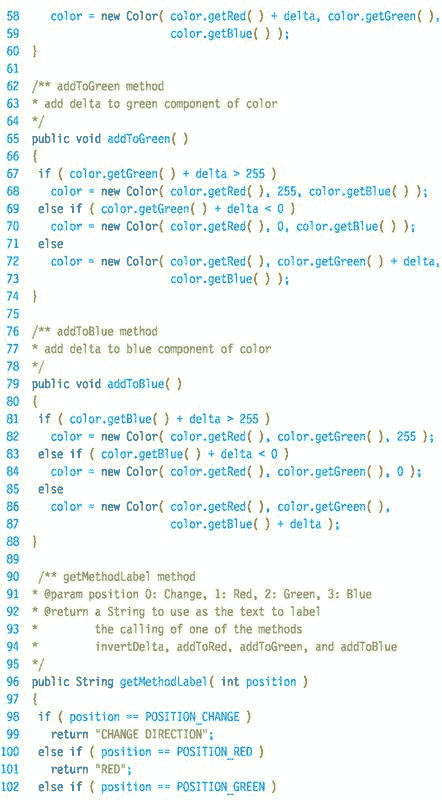 58 color = new Color( color.getRed( ) + delta, color.getGreen( ),
59 color.getBlue( ) );
60 }
61
62 /** addToGreen method
63 * add delta to green component of color
64 */
65 public void addToGreen( )
66 {
67 if ( color.getGreen( ) + delta > 255 )
68 color = new Color( color.getRed( ), 255, color.getBlue( ) );
69 else if ( color.getGreen( ) + delta < 0 )
70 color = new Color( color.getRed( ), 0, color.getBlue( ) );
71 else
72 color = new Color( color.getRed( ), color.getGreen( ) + delta,
73 color.getBlue( ) );
74 }
75
76 /** addToBlue method
77 * add delta to blue component of color
78 */
79 public void addToBlue( )
80 {
81 if ( color.getBlue( ) + delta > 255 )
82 color = new Color( color.getRed( ), color.getGreen( ), 255 );
83 else if ( color.getBlue( ) + delta < 0 )
84 color = new Color( color.getRed( ), color.getGreen( ), 0 );
85 else
86 color = new Color( color.getRed( ), color.getGreen( ),
87 color.getBlue( ) + delta );
88 }
89
90 /** getMethodLabel method
91 * @param position 0: Change, 1: Red, 2: Green, 3: Blue
92 * @return a String to use as the text to label
93 * the calling of one of the methods
94 * invertDelta, addToRed, addToGreen, and addToBlue
95 */
96 public String getMethodLabel( int position )
97 {
98 if ( position == POSITION_CHANGE )
99 return "CHANGE DIRECTION";
100 else if ( position == POSITION_RED )
101 return "RED";
102 else if ( position == POSITION_GREEN )